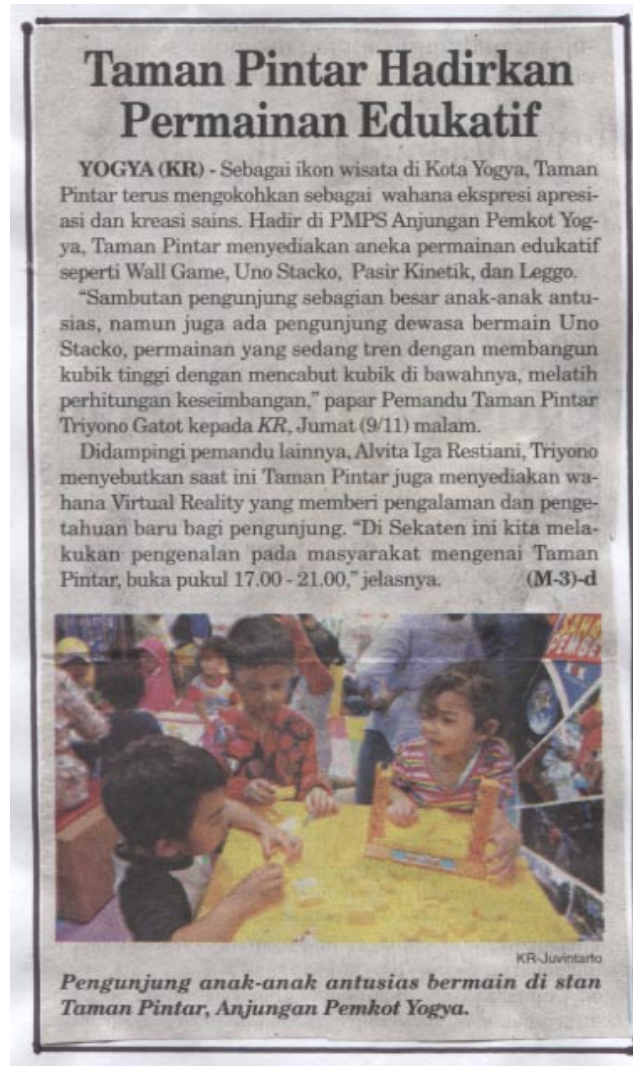 Taman Pintar Hadirkan
Permainan Edukatif
YOGYA (KR) - Sebagai ikon wisata di Kota Yogya, Taman
Pintar terus mengokohkan sebagai wahana ekspresi apresi-
asi dan kreasi sains. Hadir di PMPS Anjungan Pemkot Yog-
ya, Taman Pintar menyediakan aneka permainan edukatif
seperti Wall Game, Uno Stacko, Pasir Kinetik, dan Leggo.
"Sambutan pengunjung sebagian besar anak-anak antu-
sias, namun juga ada pengunjung dewasa bermain Uno
Stacko, permainan yang sedang tren dengan membangun
kubik tinggi dengan mencabut kubik di bawahnya, melatih
perhitungan keseimbangan," papar Pemandu Taman Pintar
Triyono Gatot kepada KR, Jumat (9/11) malam.
Didampingi pemandu lainnya, Alvita Iga Restiani, Triyono
menyebutkan saat ini Taman Pintar juga menyediakan wa-
hana Virtual Reality yang memberi pengalaman dan penge-
tahuan baru bagi pengunjung. "Di Sekaten ini kita mela-
kukan pengenalan pada masyarakat mengenai Taman
Pintar, buka pukul 17.00 - 21.00," jelasnya. (M-3)-d
KR-Juvintarto
Pengunjung anak-anak antusias bermain di stan
Taman Pintar, Anjungan Pemkot Yogya.